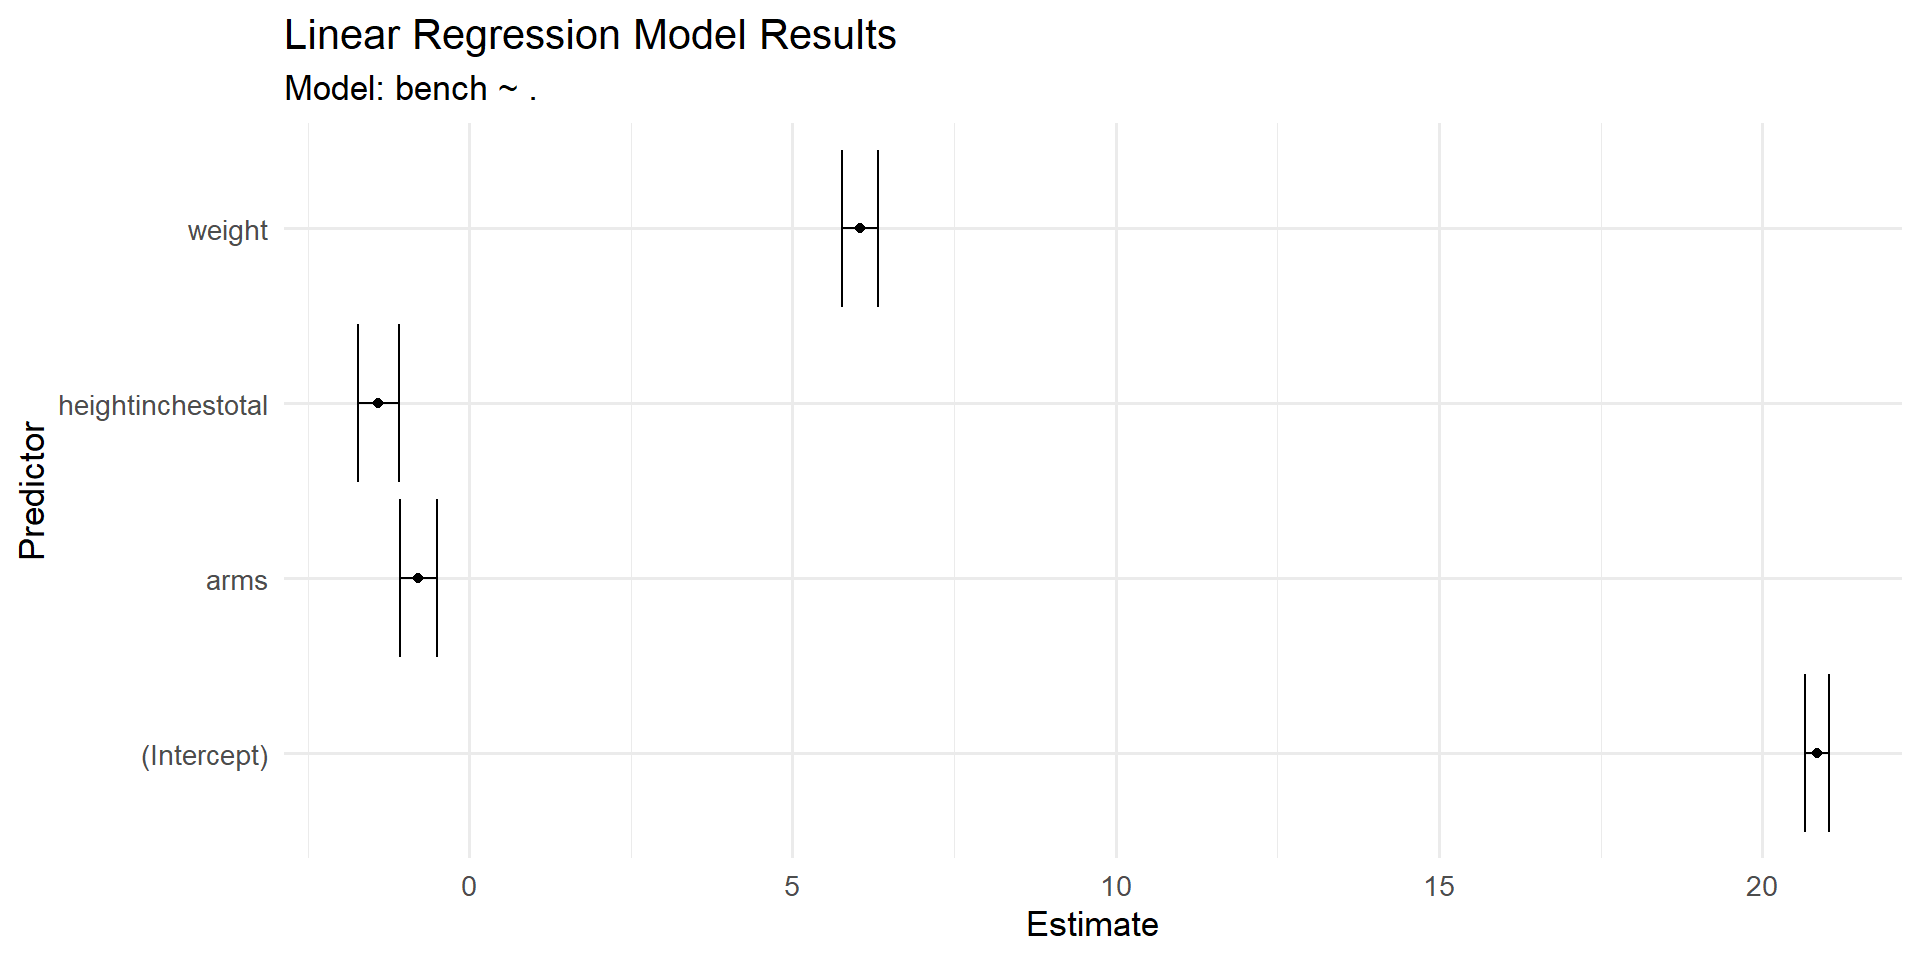 Linear Regression Model Results
Model: bench ~ .
weight
heightinchestotal
arms
(Intercept)
Predictor
0 5 10 15 20
Estimate